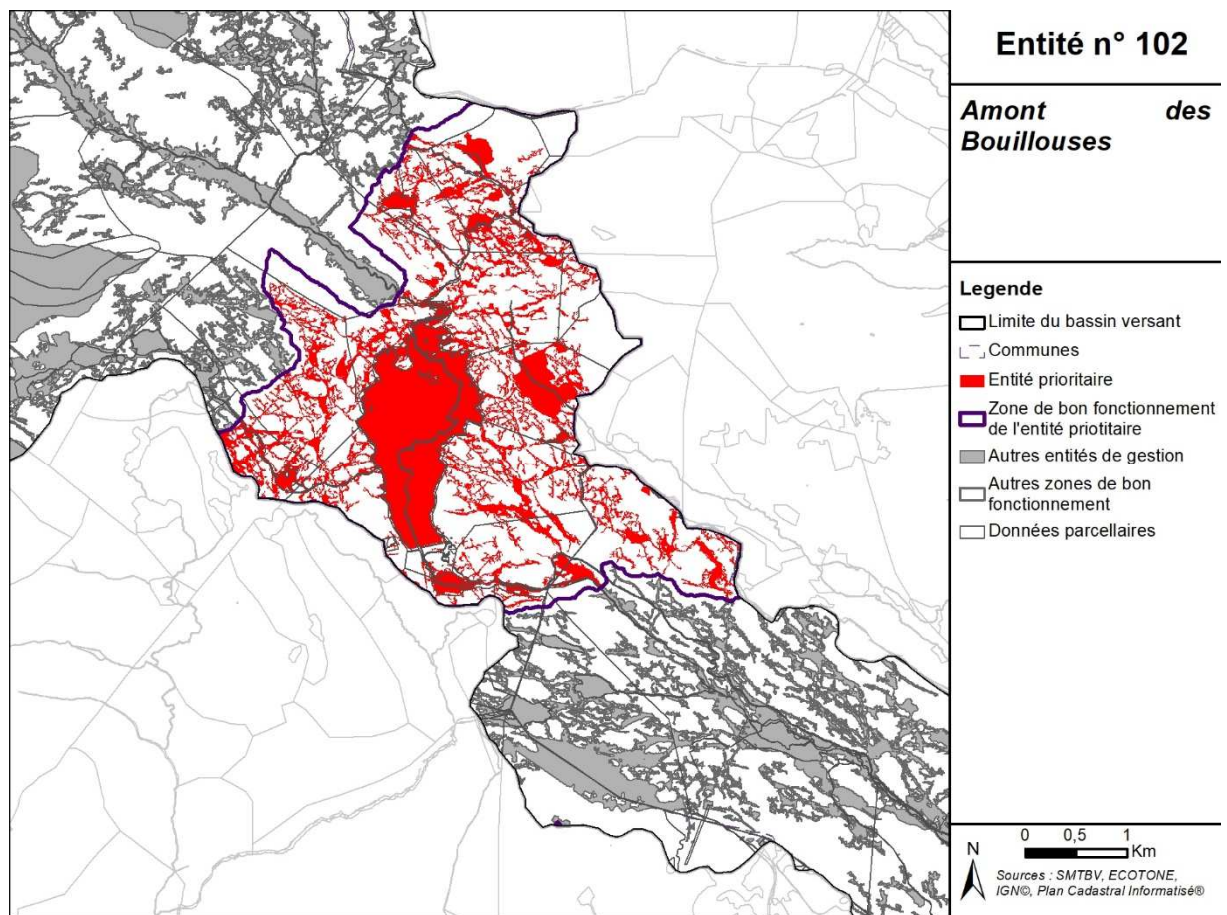 Entité n° 102
Amont des
Bouillouses
Legende
Limite du bassin versant
Communes
Entité prioritaire
Zone de bon fonctionnement
de l'entité priotitaire
Autres entités de gestion
Autres zones de bon
fonctionnement
Données parcellaires
0 0,5 1
Km
N
Sources : SMTBV, ECOTONE,
IGN©, Plan Cadastral Informatisé®